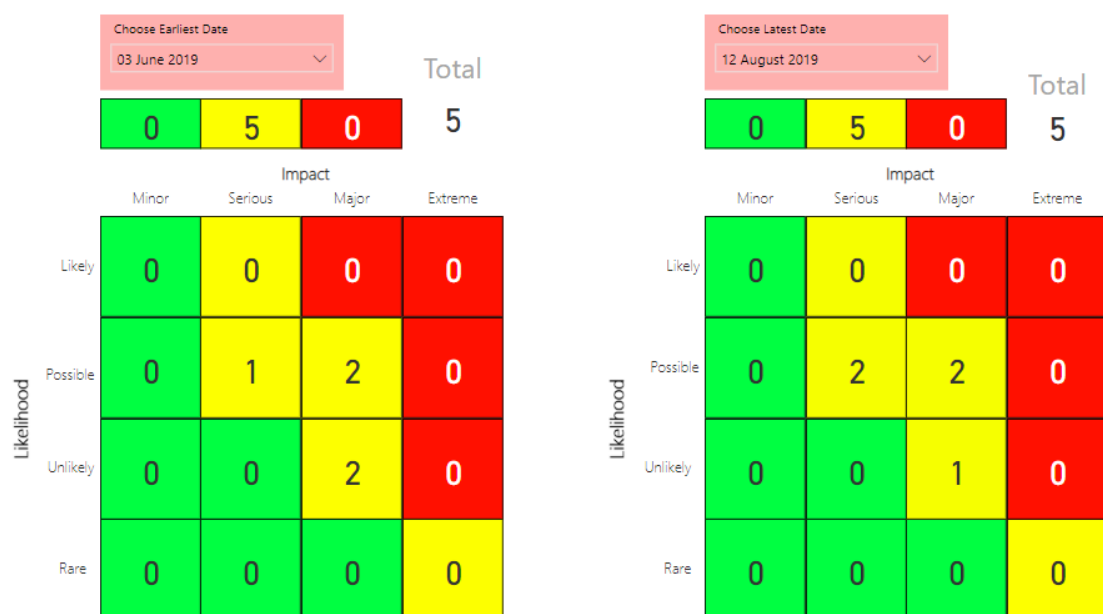 Choose Earliest Date
03 June 2019
Total
0 5 0 5
Impact
Minor Serious Major Extreme
Likelihood
Likely 0 0 0 0
Possible 0 1 2 0
Unlikely 0 0 2 0
Rare 0 0 0 0
Choose Latest Date
12 August 2019
Total
0 5 0 5
Impact
Minor Serious Major Extreme
Likelihood
Likely 0 0 0 0
Possible 0 2 2 0
Unlikely 0 0 1 0
Rare 0 0 0 0